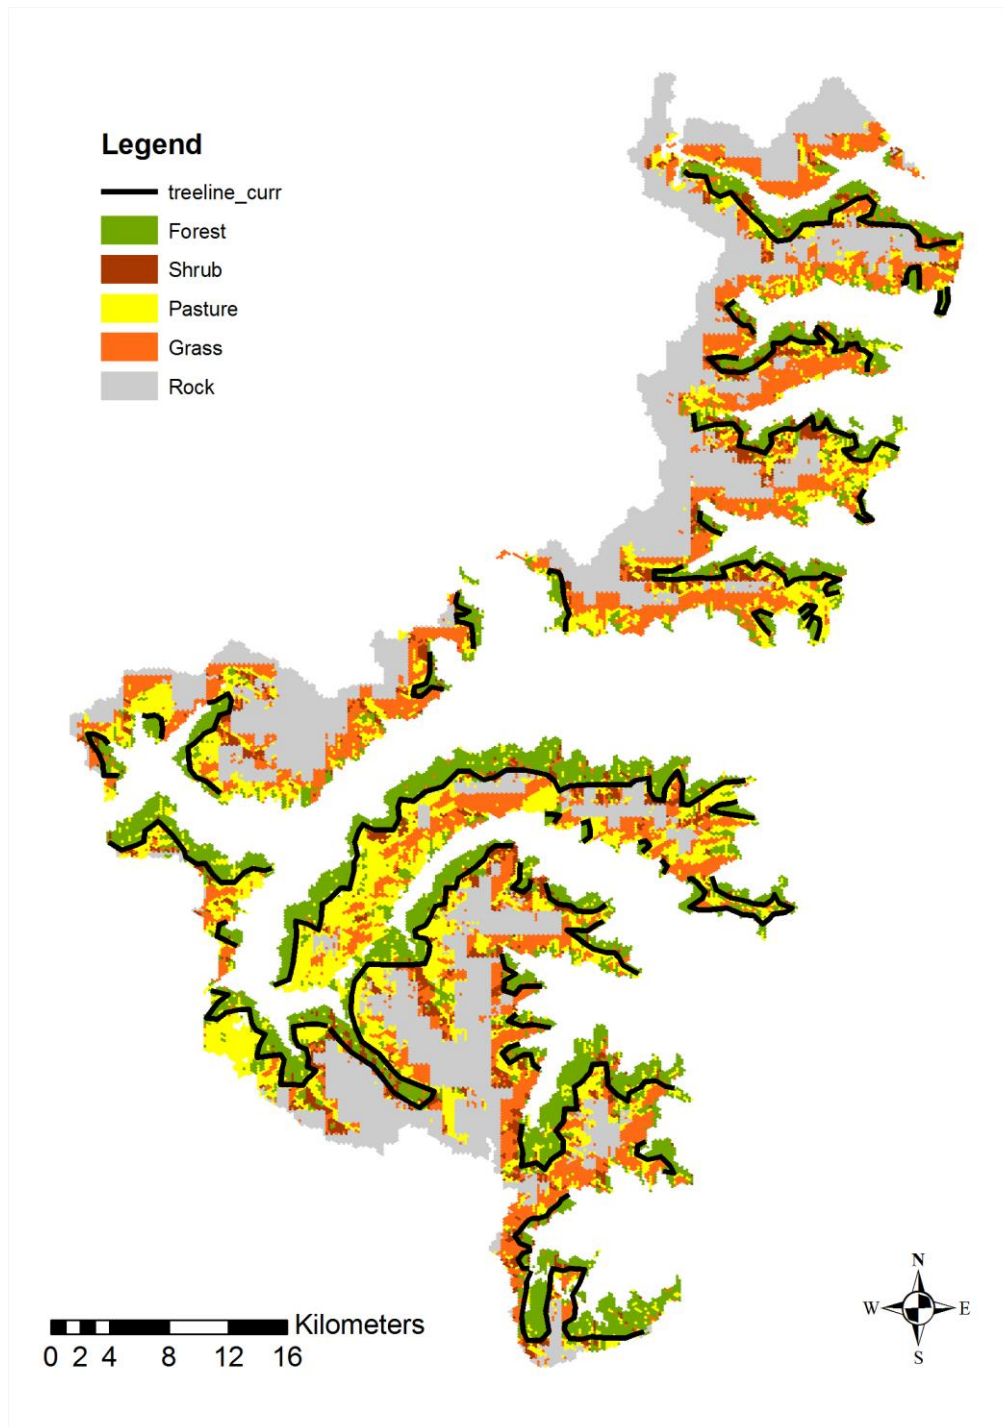 Legend
treeline_curr
Forest
Shrub
Pasture
Grass
Rock
Kilometers
0 2 4 8 12 16
N
W E
S